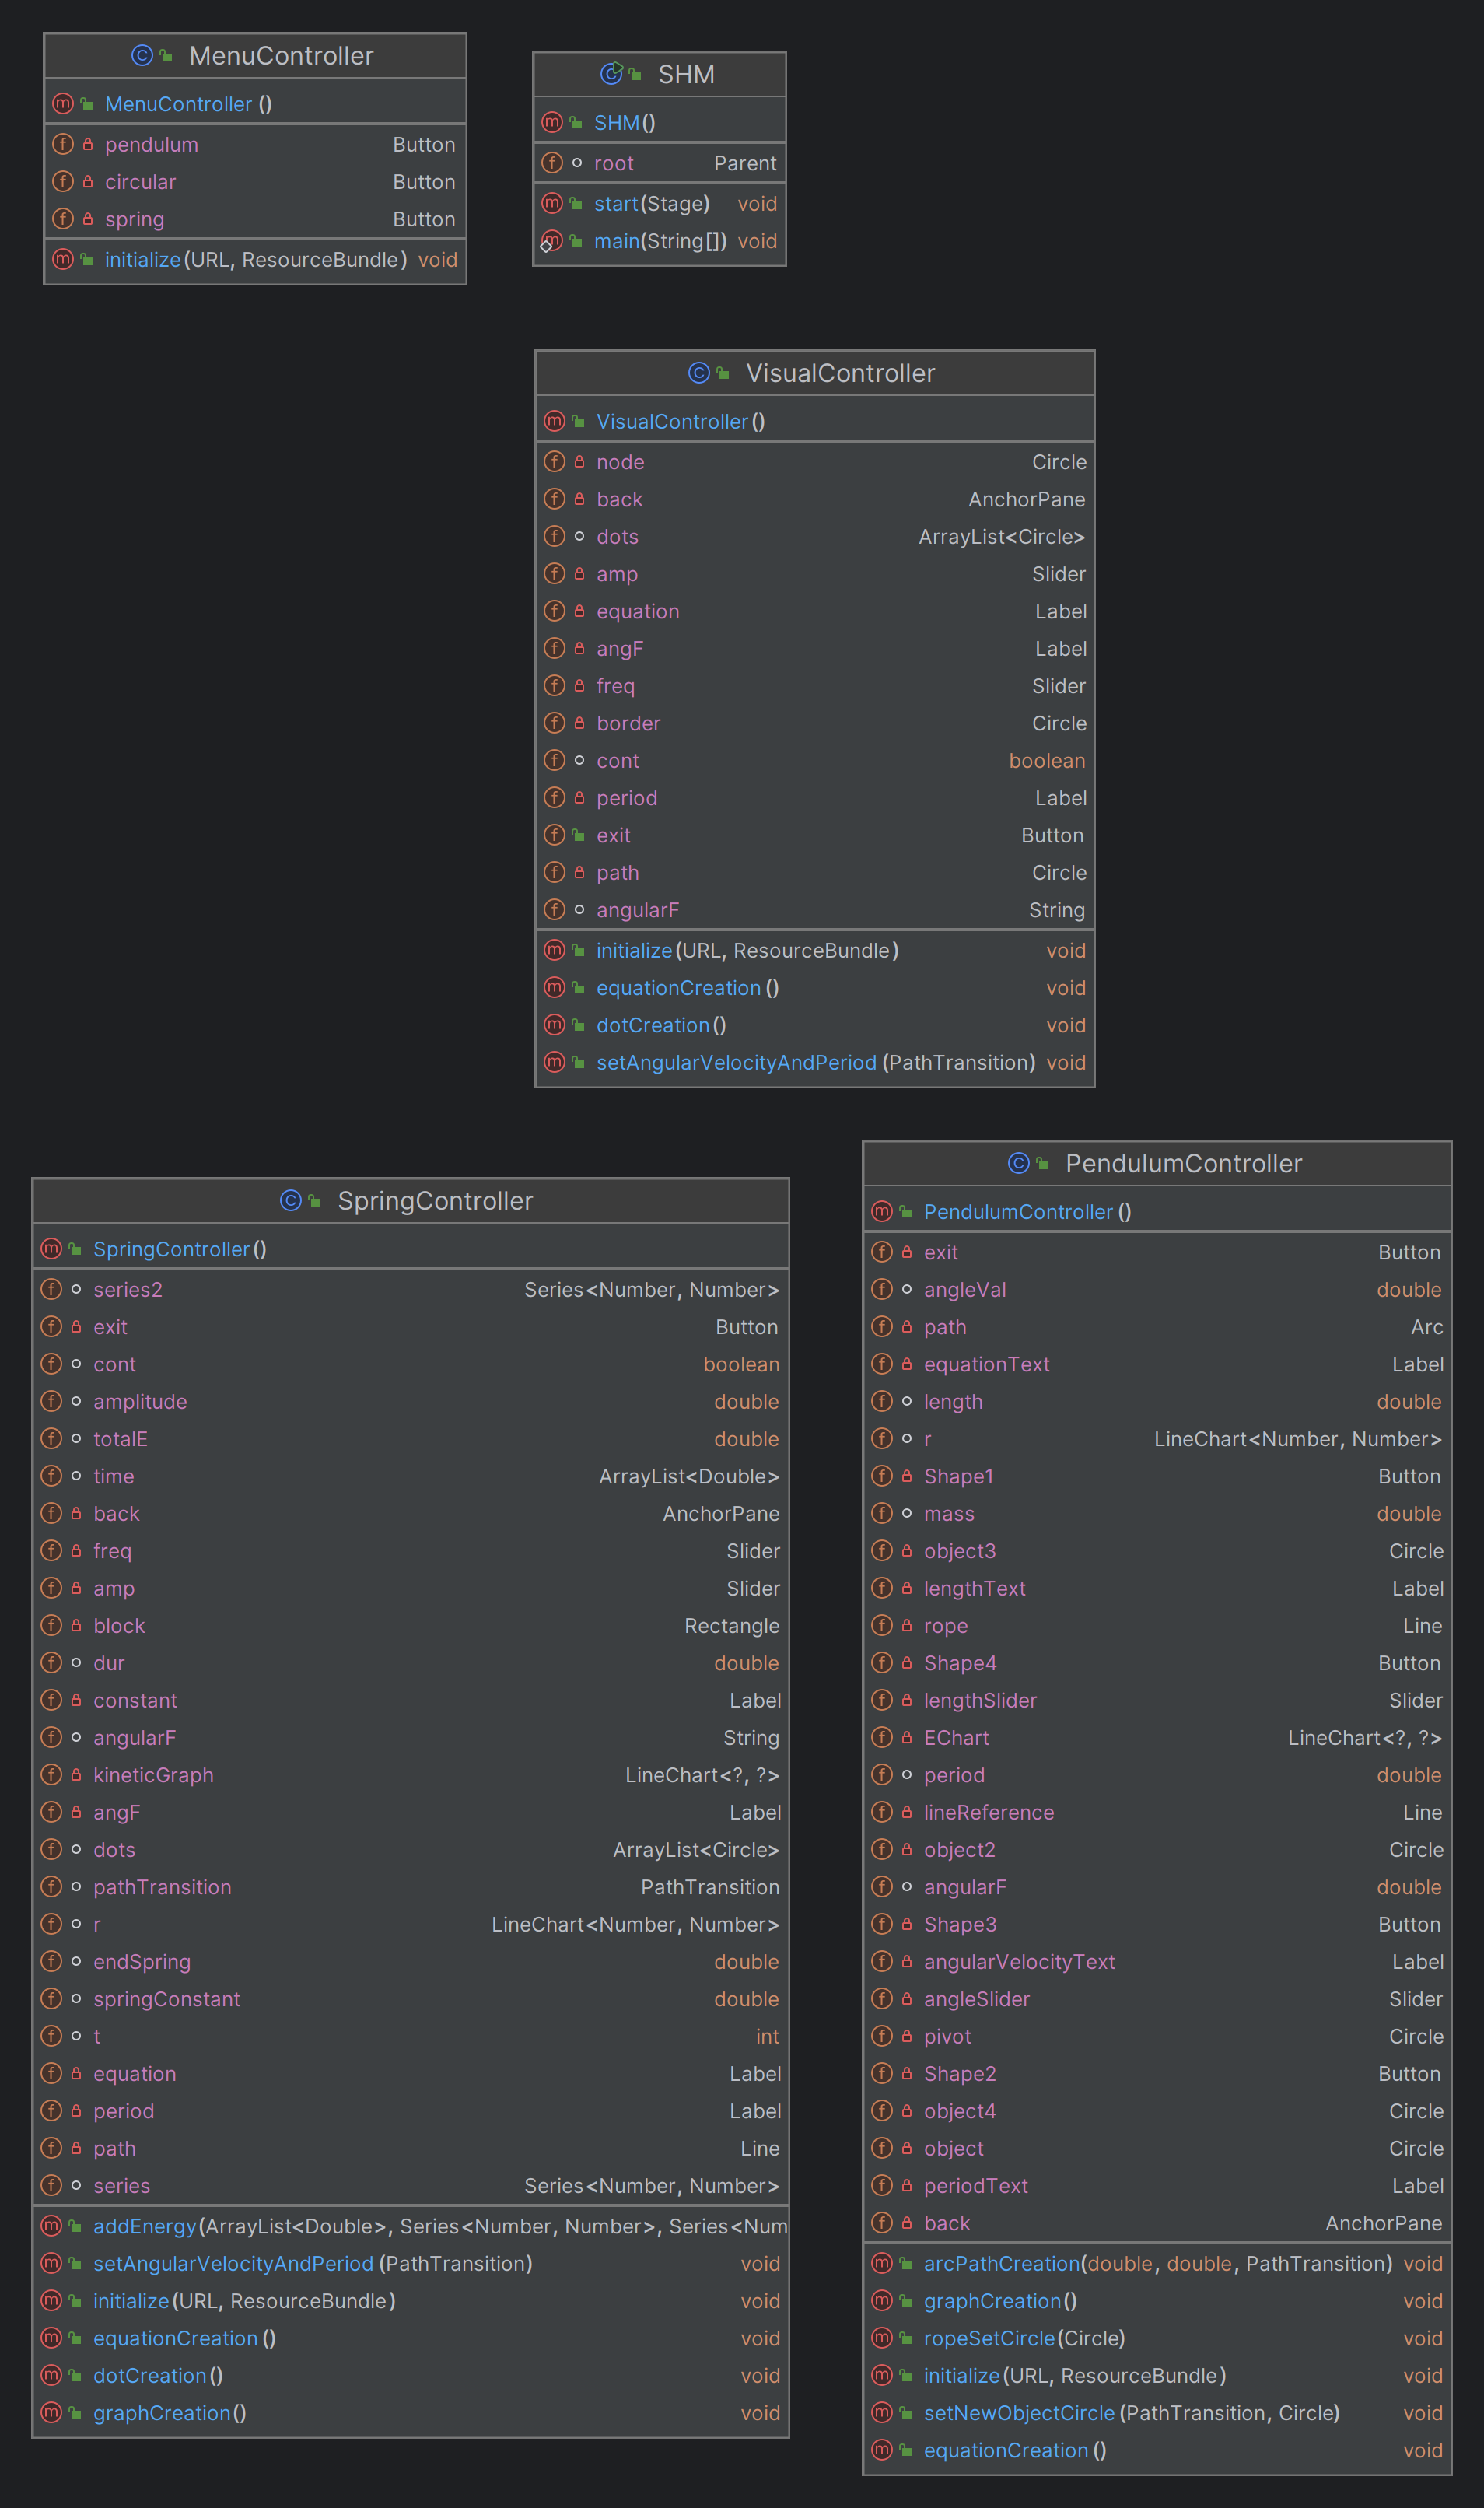 MenuController
MenuController()
pendulum Button
circular Button
spring Button
initialize(URL, ResourceBundle) void
SHM
SHM()
root Parent
start(Stage) void
main(String[]) void
VisualController
VisualController()
node Circle
back AnchorPane
dots ArrayList<Circle>
amp Slider
equation Label
angF Label
freq Slider
border Circle
cont boolean
period Label
exit Button
path Circle
angularF String
initialize(URL, ResourceBundle) void
equationCreation() void
dotCreation() void
setAngularVelocityAndPeriod(PathTransition) void
SpringController
SpringController()
series2 Series<Number, Number>
exit Button
cont boolean
amplitude double
totalE double
time ArrayList<Double>
back AnchorPane
freq Slider
amp Slider
block Rectangle
dur double
constant Label
angularF String
kineticGraph LineChart<?, ?>
angF Label
dots ArrayList<Circle>
pathTransition PathTransition
r LineChart<Number, Number>
endSpring double
springConstant double
t int
equation Label
period Label
path Line
series Series<Number, Number>
addEnergy(ArrayList<Double>, Series<Number, Number>, Series<Num
setAngularVelocityAndPeriod(PathTransition) void
initialize(URL, ResourceBundle) void
equationCreation() void
dotCreation() void
graphCreation() void
PendulumController
PendulumController()
exit Button
angleVal double
path Arc
equationText Label
length double
r LineChart<Number, Number>
Shape1 Button
mass double
object3 Circle
lengthText Label
rope Line
Shape4 Button
lengthSlider Slider
EChart LineChart<?, ?>
period double
lineReference Line
object2 Circle
angularF double
Shape3 Button
angularVelocityText Label
angleSlider Slider
pivot Circle
Shape2 Button
object4 Circle
object Circle
periodText Label
back AnchorPane
arcPathCreation(double, double, PathTransition) void
graphCreation() void
ropeSetCircle(Circle) void
initialize(URL, ResourceBundle) void
setNewObjectCircle(PathTransition, Circle) void
equationCreation() void